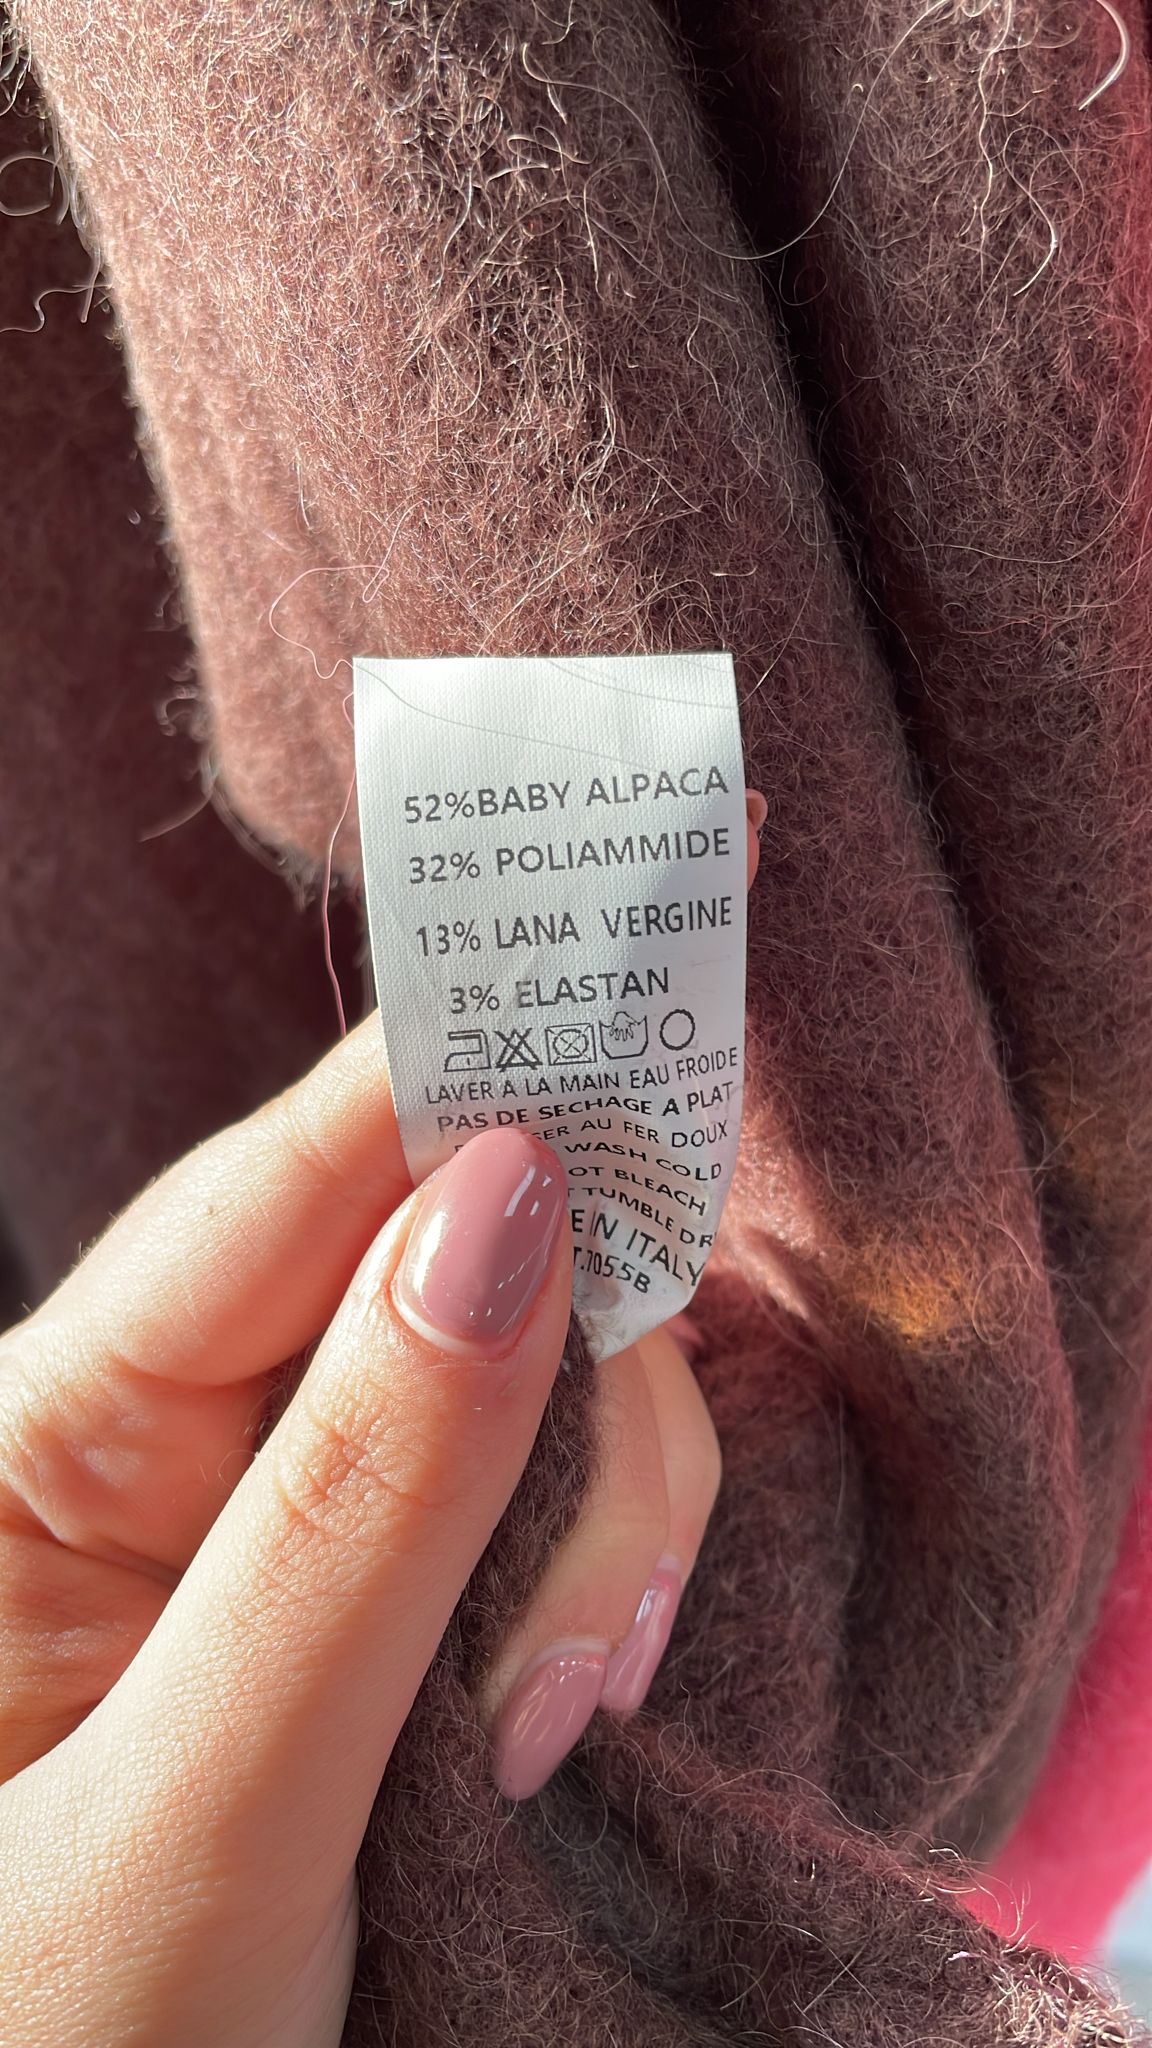 52%BABY ALPACA
32% POLIAMMIDE
13% LANA VERGINE
3% ELASTAN
LAVER A LA MAIN EAU FROIDE
PAS DE SECHAGE A PLAT
AU FER DOUX
WASH COLD
BLEACH
TUMBLE
IN ITALY